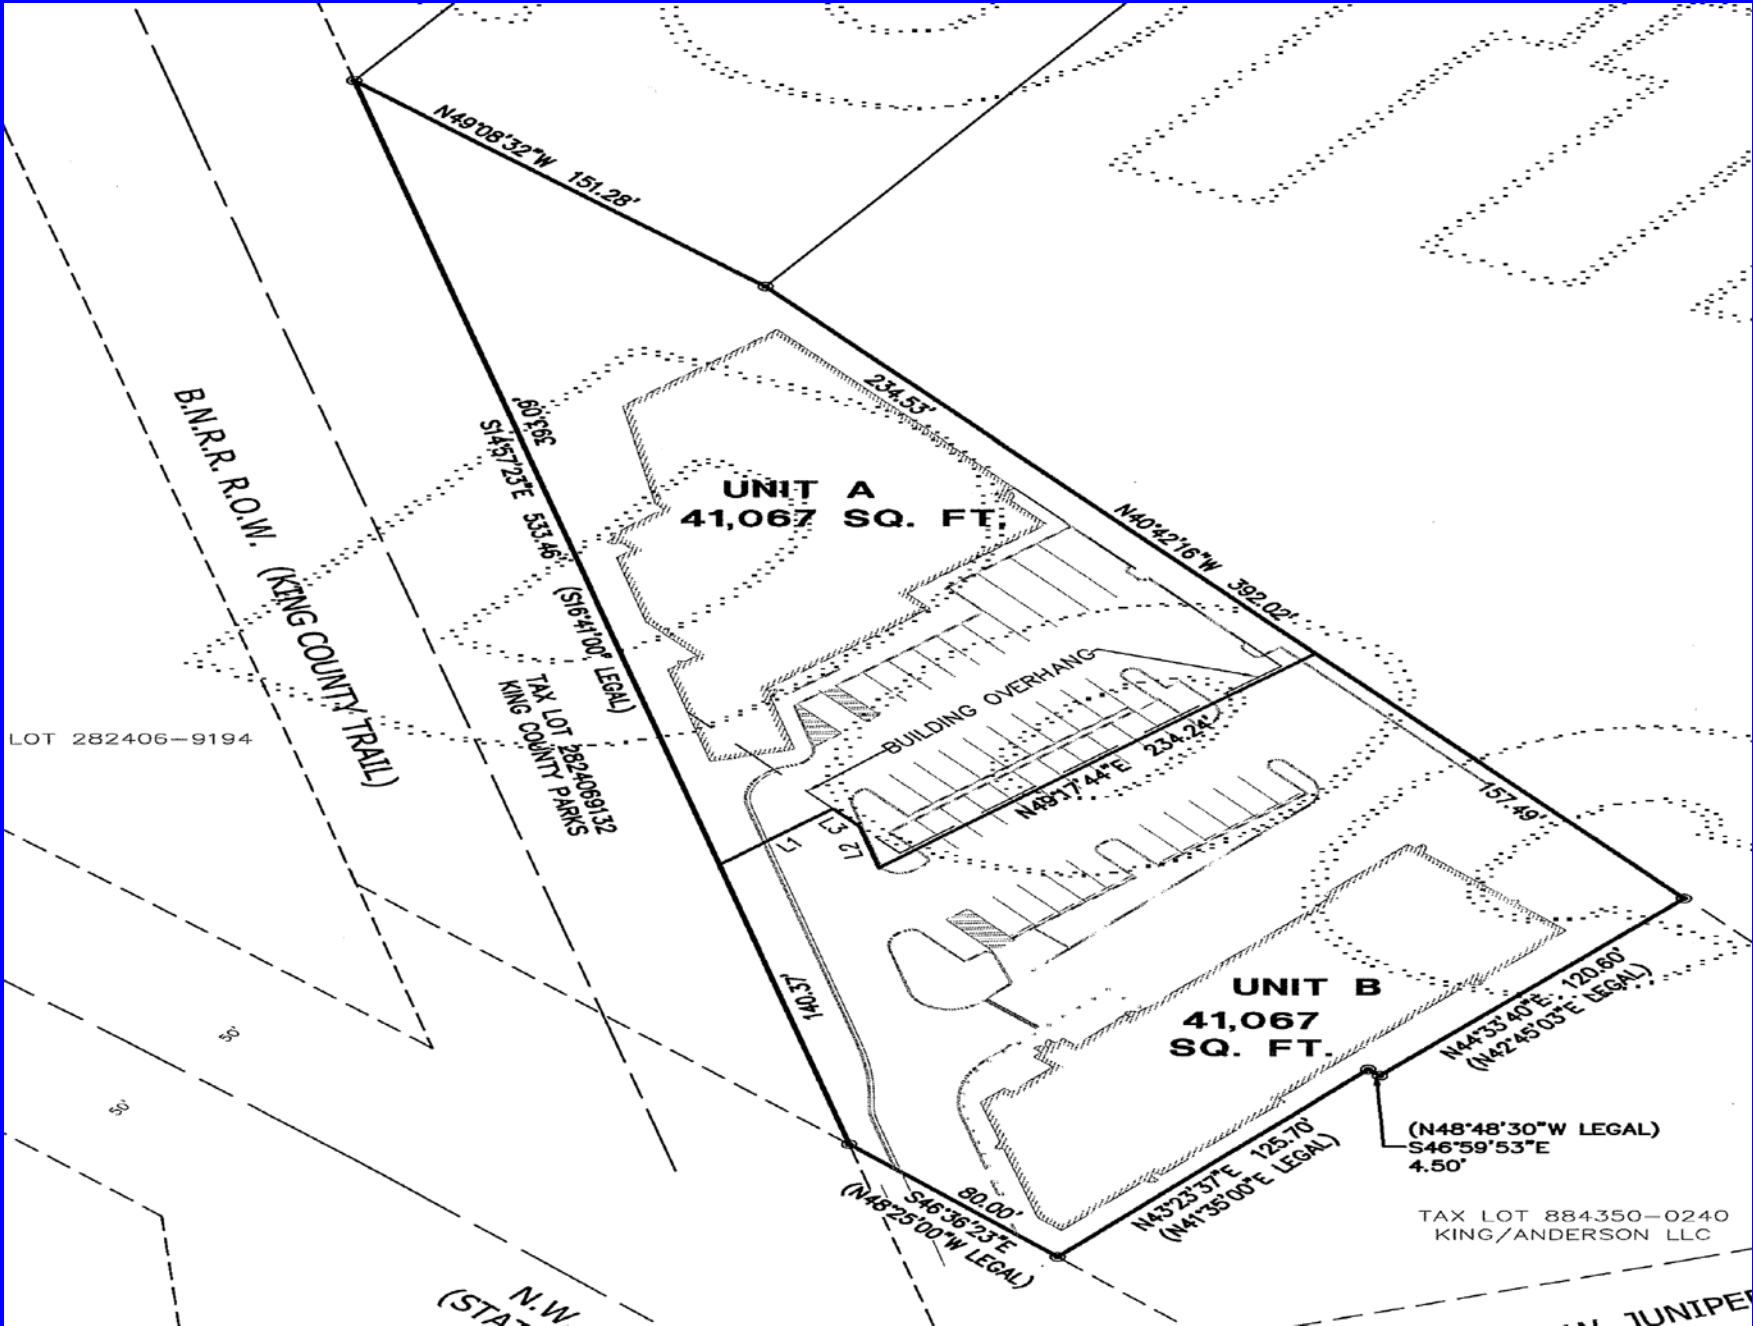 N49°08'32"W 151.28'
234.53'
393.09'
S14°57'23"E 533.46'
(S16°41'00" LEGAL)
UNIT A
41,067 SQ. FT.
N40°42'16"W 392.02'
B.N.R.R. R.O.W. (KING COUNTY TRAIL)
BUILDING OVERHANG
TAX LOT 2824069132
KING COUNTY PARKS
LOT 282406-9194
N49°17'44"E 234.24'
157.49'
L1
L3
L2
140.37'
UNIT B
41,067
SQ. FT.
N44°33'40"E 120.60'
(N42°45'03"E LEGAL)
50'
50'
(N48°48'30"W LEGAL)
S46°59'53"E
4.50'
N43°23'37"E 125.70'
(N41°35'00"E LEGAL)
80.00'
S46°36'23"E
(N48°25'00"W LEGAL)
TAX LOT 884350-0240
KING/ANDERSON LLC
N.W.
(STAT
JUNIPE